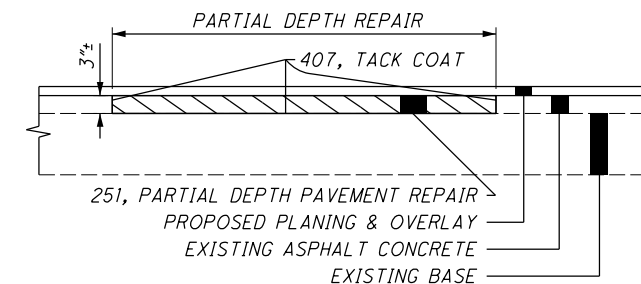 PARTIAL DEPTH REPAIR
3"±
407, TACK COAT
251, PARTIAL DEPTH PAVEMENT REPAIR
PROPOSED PLANING & OVERLAY
EXISTING ASPHALT CONCRETE
EXISTING BASE